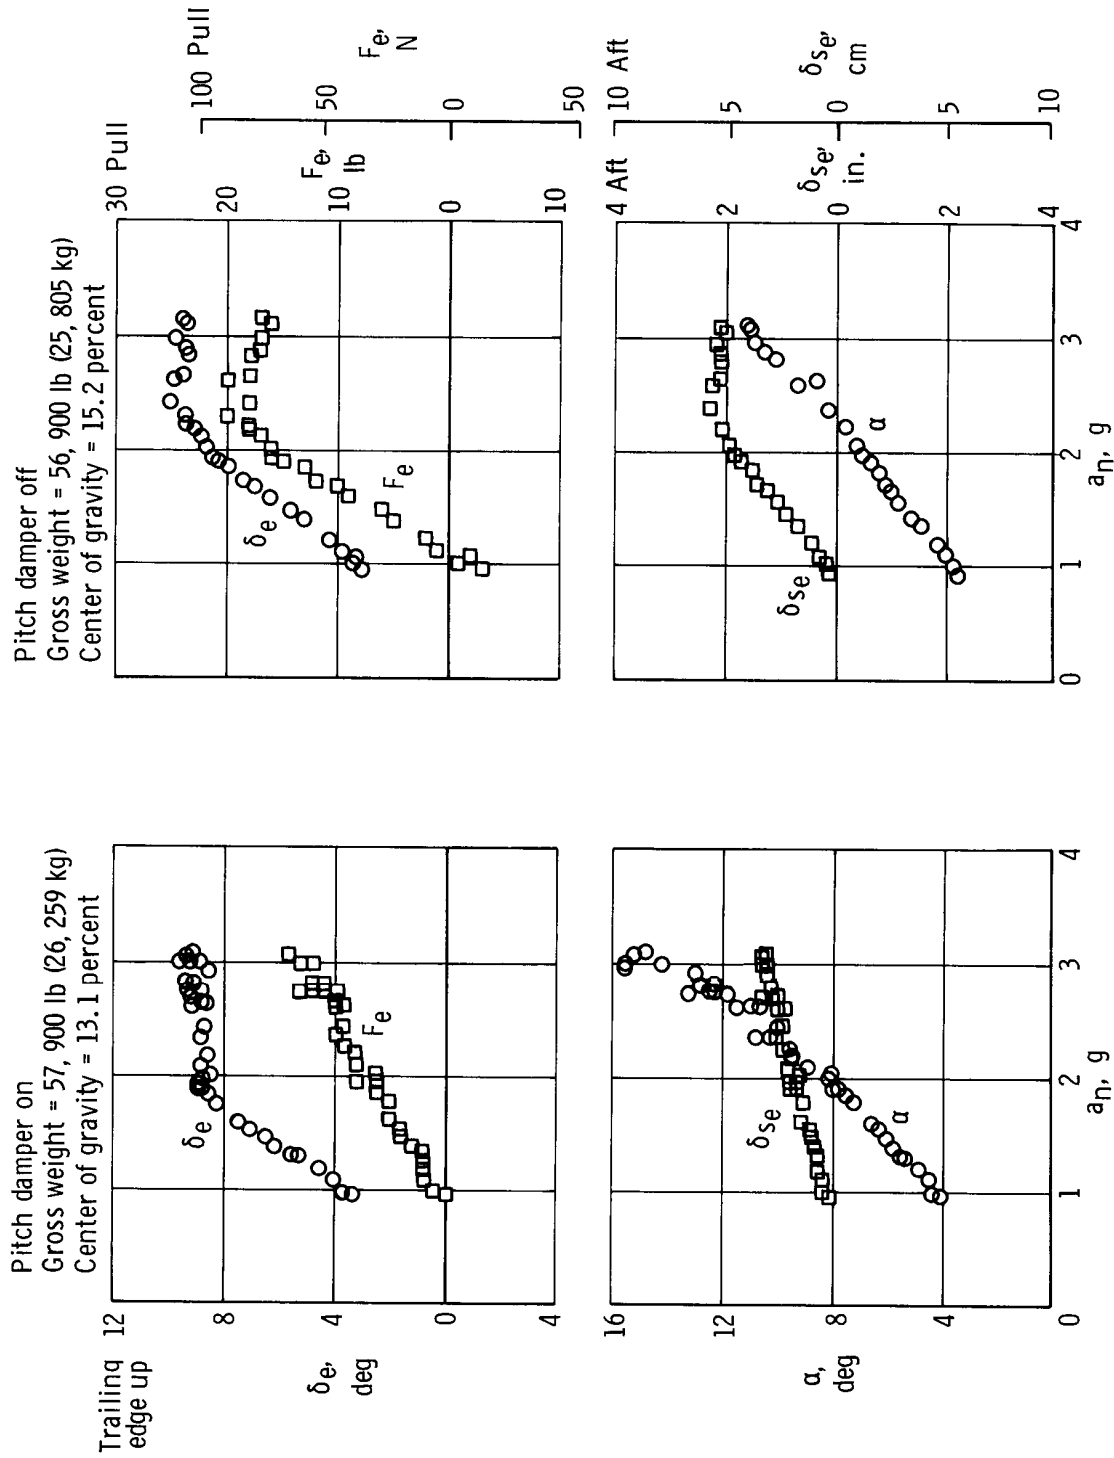 Pitch damper on
Gross weight = 57, 900 lb (26, 259 kg)
Center of gravity = 13.1 percent
Pitch damper off
Gross weight = 56, 900 lb (25, 805 kg)
Center of gravity = 15.2 percent
Trailing
edge up
12
8
4
0
4
δe,
deg
δe
Fe
δe
Fe
30 Pull
20
10
0
10
Fe,
lb
100 Pull
50
0
50
Fe,
N
16
12
8
4
0
α,
deg
δse
α
δse
α
4 Aft
2
0
2
4
δse,
in.
10 Aft
5
0
5
10
δse,
cm
1
2
3
4
an, g
0
1
2
3
4
an, g